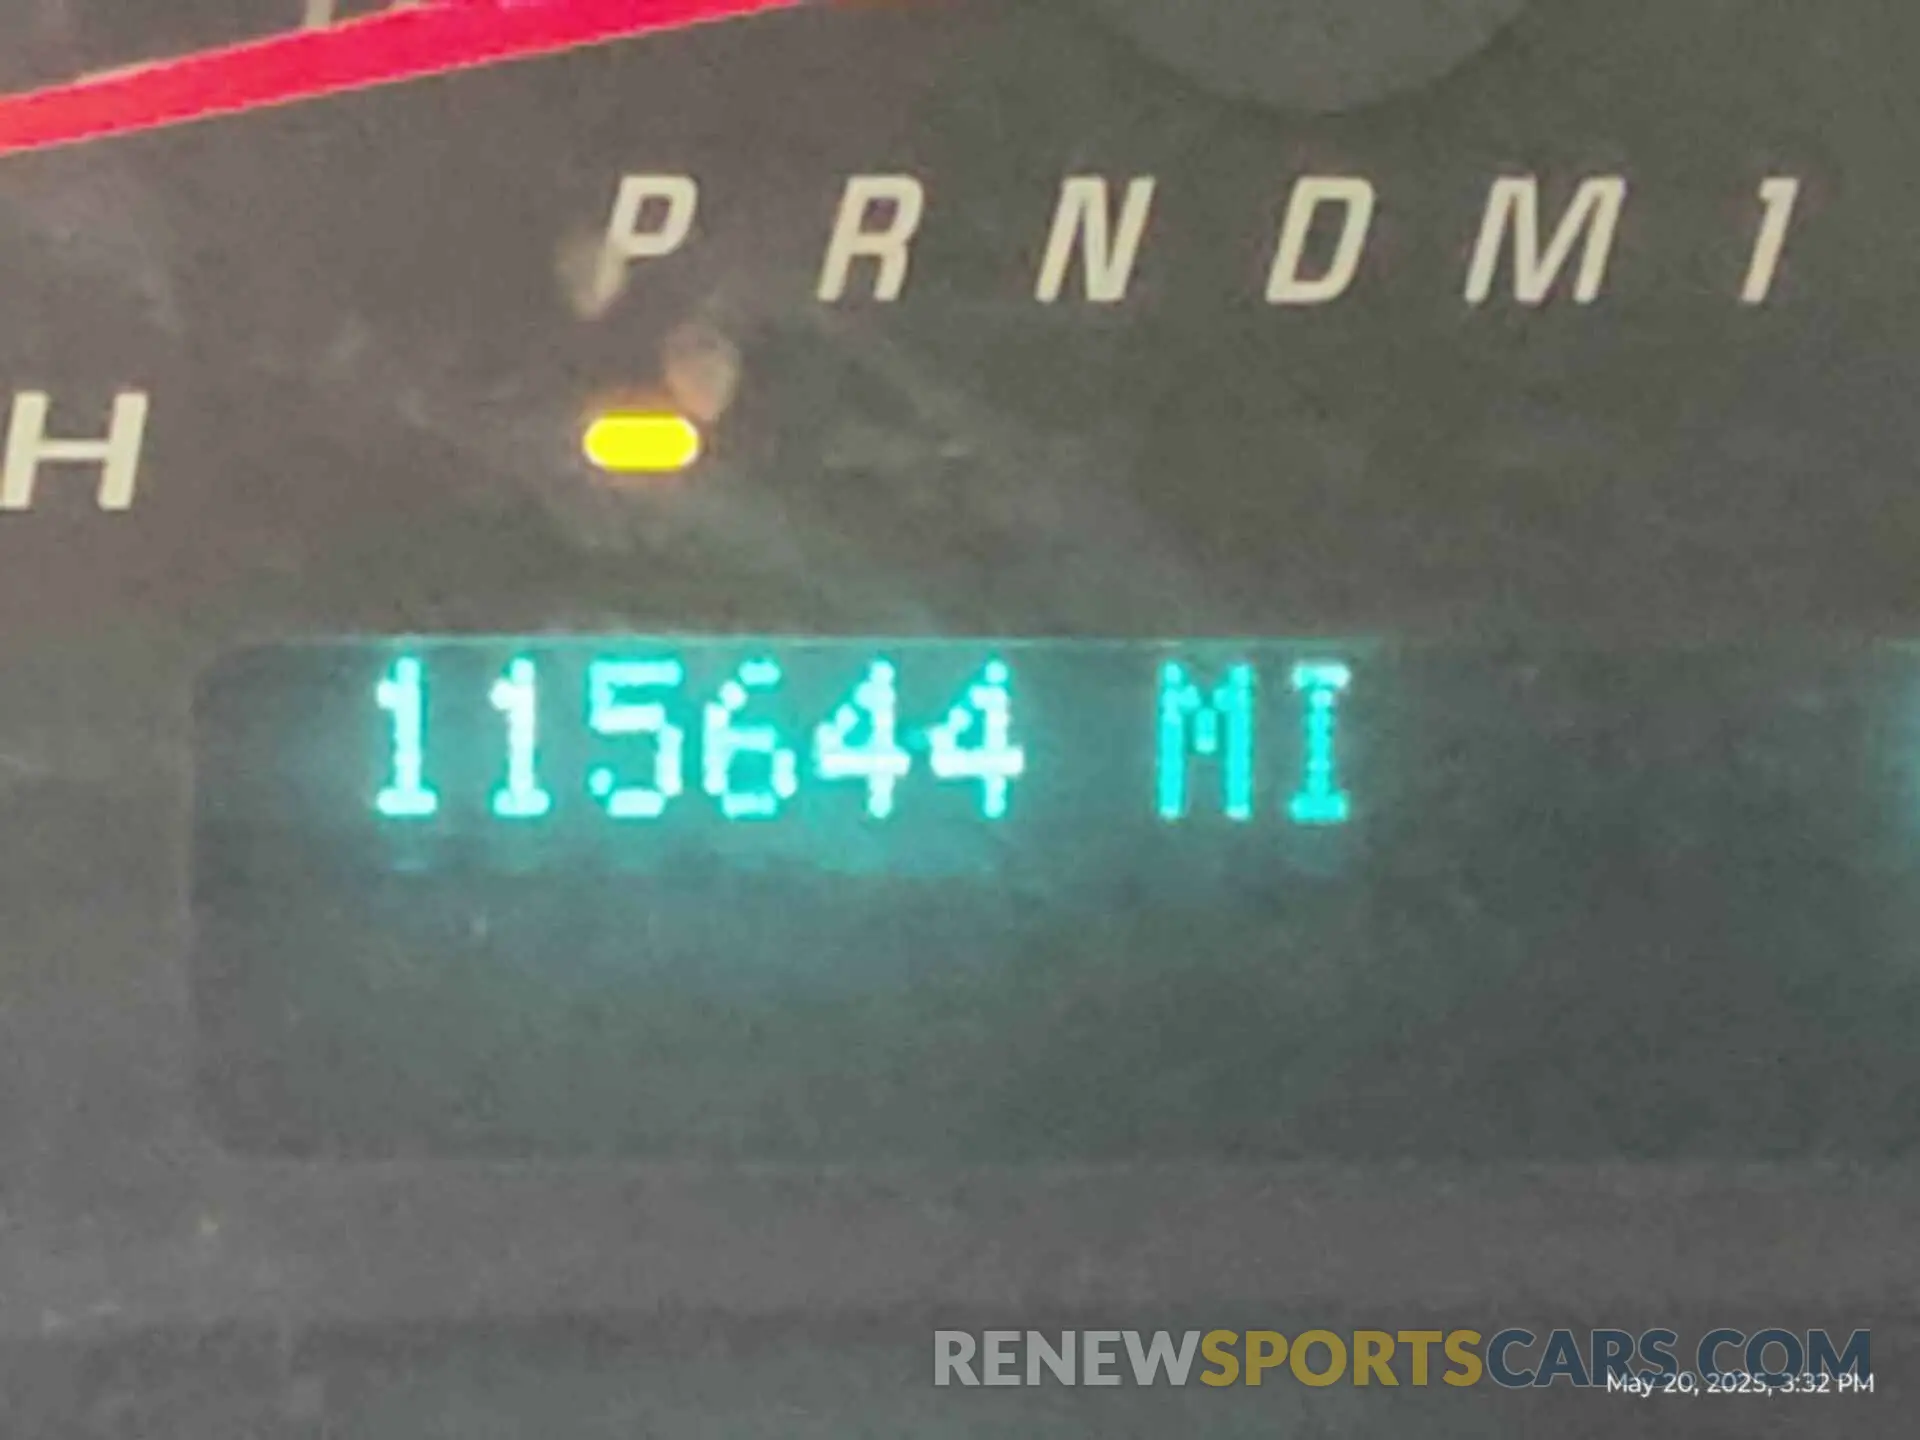 P R N D M 1
H
115644 MI
RENEWSPORTSCARS.COM
May 20, 2025, 3:32 PM